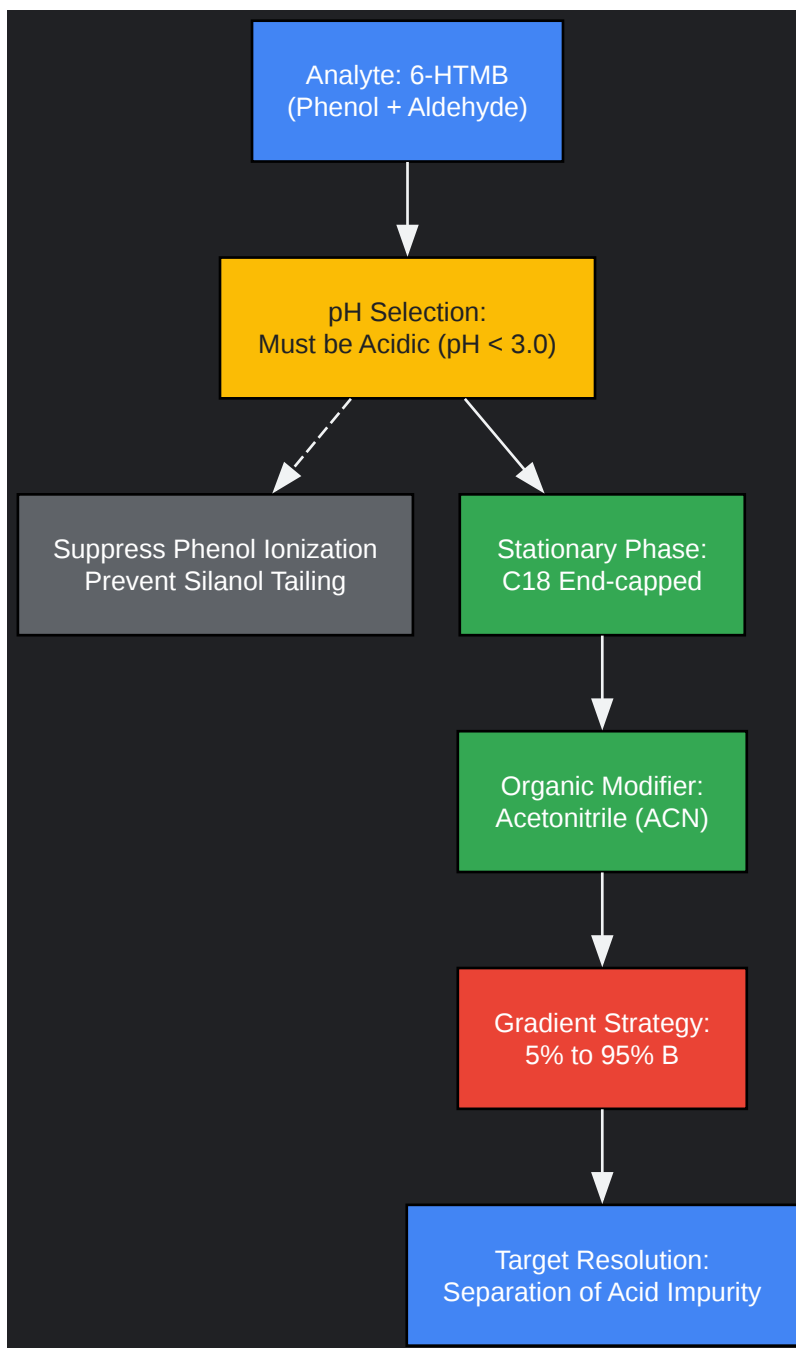 Analyte: 6-HTMB
(Phenol + Aldehyde)
pH Selection:
Must be Acidic (pH < 3.0)
Suppress Phenol Ionization
Prevent Silanol Tailing
Stationary Phase:
C18 End-capped
Organic Modifier:
Acetonitrile (ACN)
Gradient Strategy:
5% to 95% B
Target Resolution:
Separation of Acid Impurity